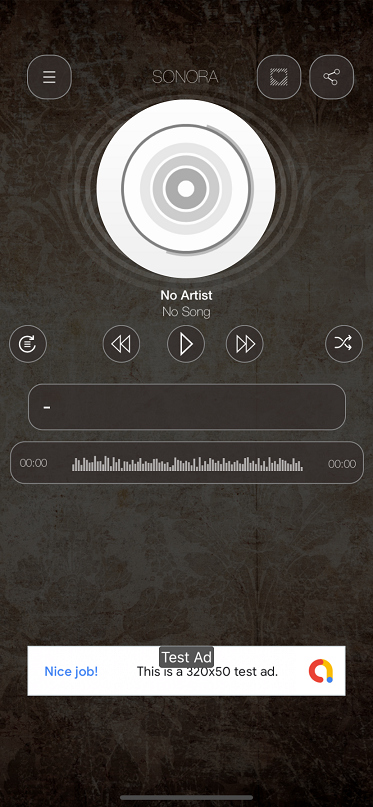 SONORA
No Artist
No Song
-
00:00
00:00
Test Ad
Nice job!
This is a 320x50 test ad.